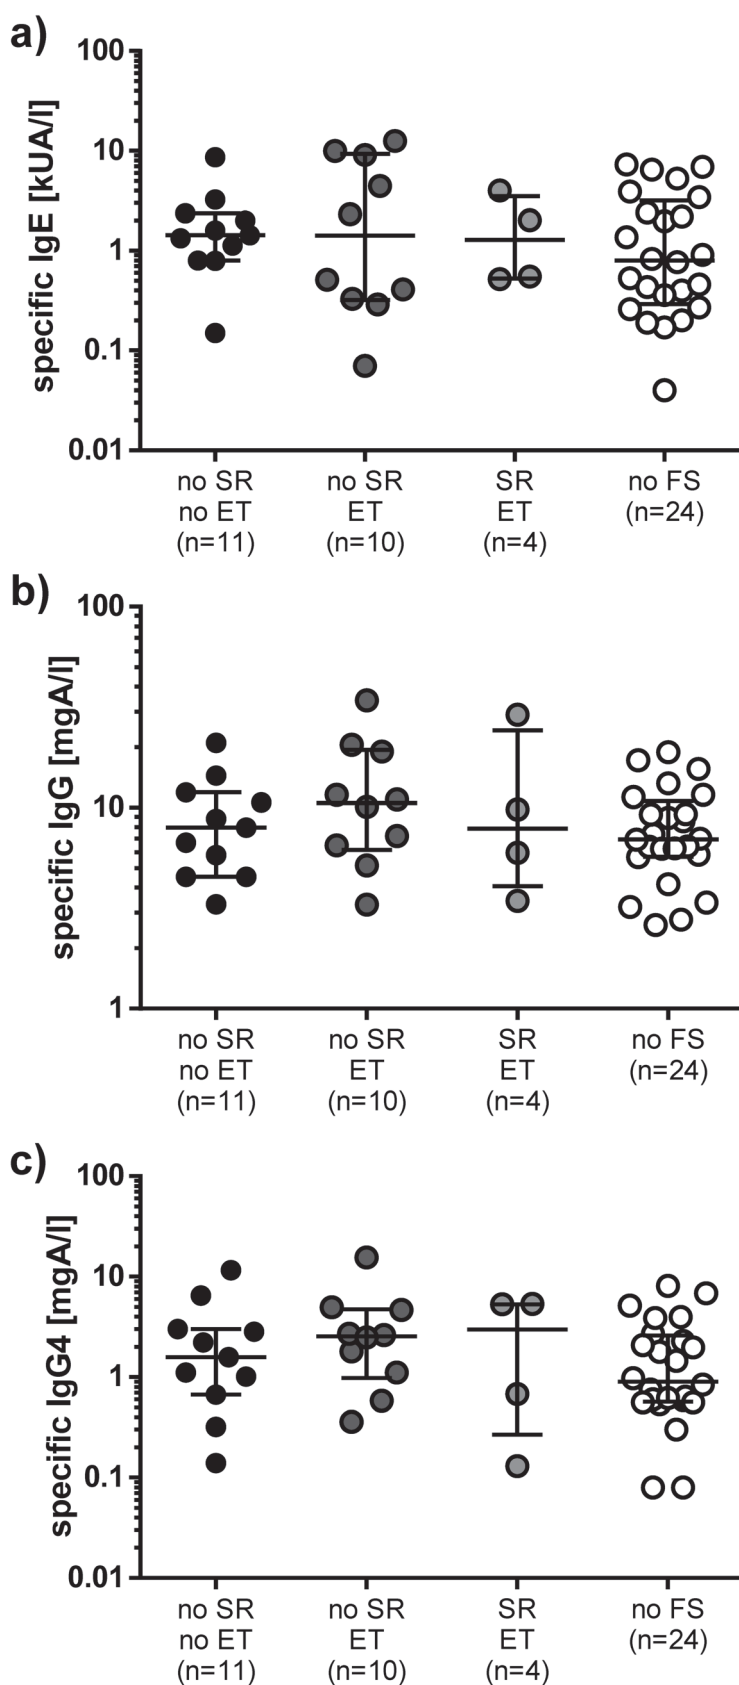 a)
specific IgE [kUA/l]
100
10
1
0.1
0.01
no SR
no ET
(n=11)
no SR
ET
(n=10)
SR
ET
(n=4)
no FS
(n=24)
b)
specific IgG [mgA/l]
100
10
1
no SR
no ET
(n=11)
no SR
ET
(n=10)
SR
ET
(n=4)
no FS
(n=24)
c)
specific IgG4 [mgA/l]
100
10
1
0.1
0.01
no SR
no ET
(n=11)
no SR
ET
(n=10)
SR
ET
(n=4)
no FS
(n=24)